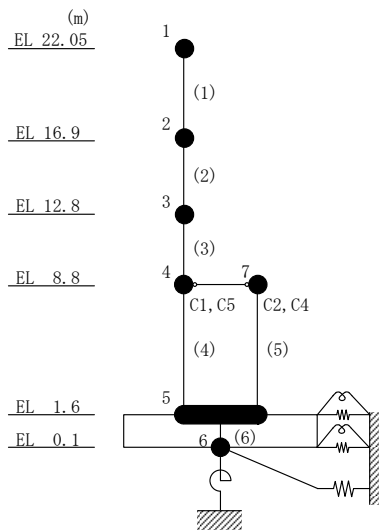 (m)
1
EL 22.05
(1)
2
EL 16.9
(2)
3
EL 12.8
(3)
4
7
EL 8.8
C1, C5
C2, C4
(4)
(5)
5
EL 1.6
6
(6)
EL 0.1